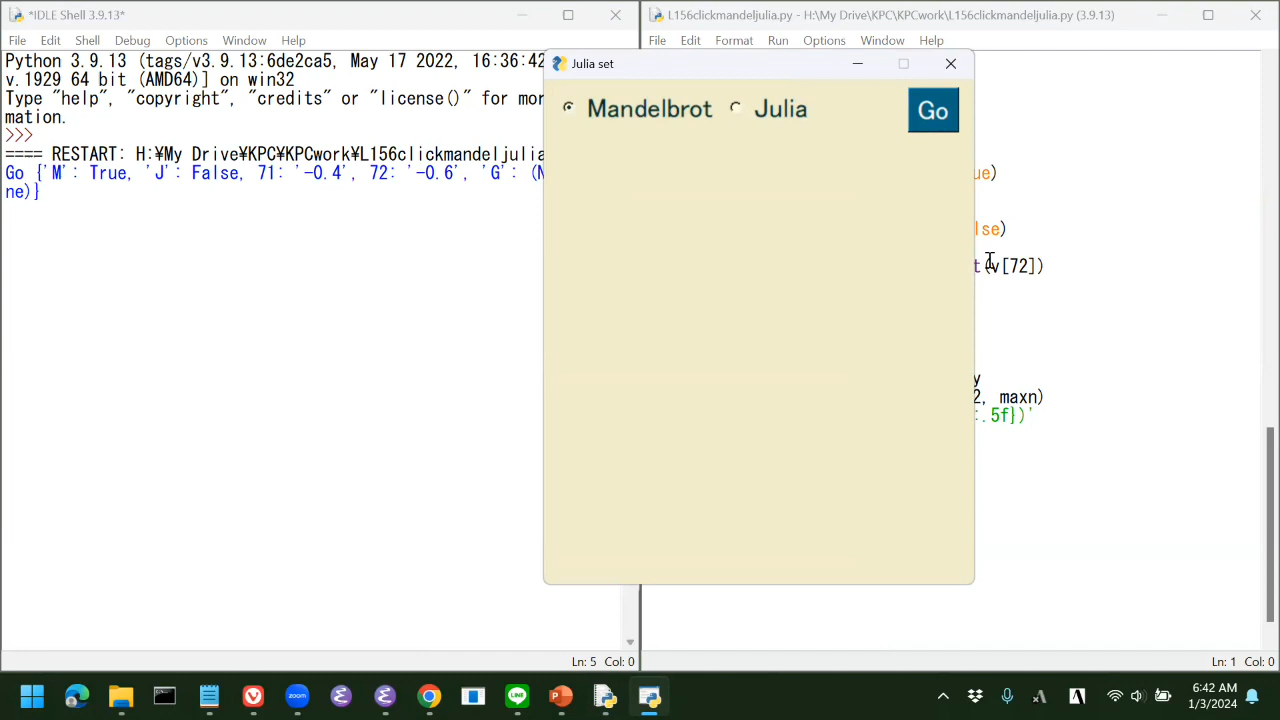 *IDLE Shell 3.9.13*
File Edit Shell Debug Options Window Help
Python 3.9.13 (tags/v3.9.13:6de2ca5, May 17 2022, 16:36:42
v.1929 64 bit (AMD64)] on win32
Type "help", "copyright", "credits" or "license()" for mor
mation.
>>>
==== RESTART: H:¥My Drive¥KPC¥KPCwork¥L156clickmandeljulia
Go {'M': True, 'J': False, 71: '-0.4', 72: '-0.6', 'G': (N
ne)}
Ln: 5 Col: 0
L156clickmandeljulia.py - H:\My Drive\KPC\KPCwork\L156clickmandeljulia.py (3.9.13)
File Edit Format Run Options Window Help
ue)
lse)
t(v[72])
y
2, maxn)
.5f})'
Ln: 1 Col: 0
Julia set
Mandelbrot Julia Go
zoom
LINE
A A
6:42 AM
1/3/2024